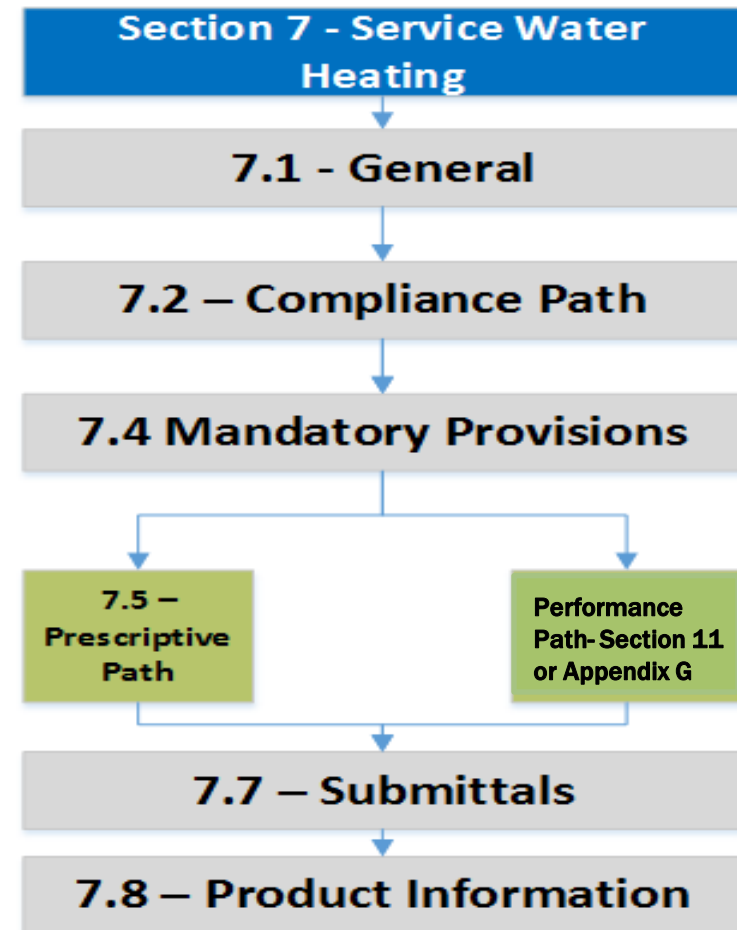 Section 7 - Service Water
Heating
7.1 - General
7.2 – Compliance Path
7.4 Mandatory Provisions
7.5 –
Prescriptive
Path
Performance
Path- Section 11
or Appendix G
7.7 – Submittals
7.8 – Product Information